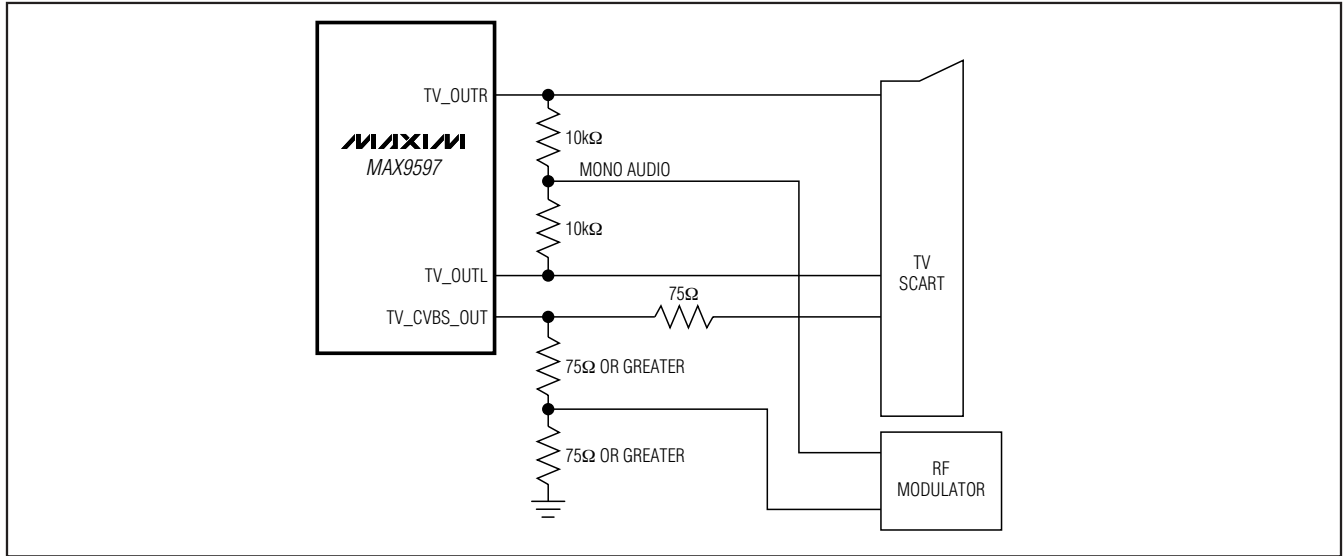 TV_OUTR
MAXIM
MAX9597
10kΩ
MONO AUDIO
10kΩ
TV_OUTL
TV
SCART
75Ω
TV_CVBS_OUT
75Ω OR GREATER
75Ω OR GREATER
RF
MODULATOR